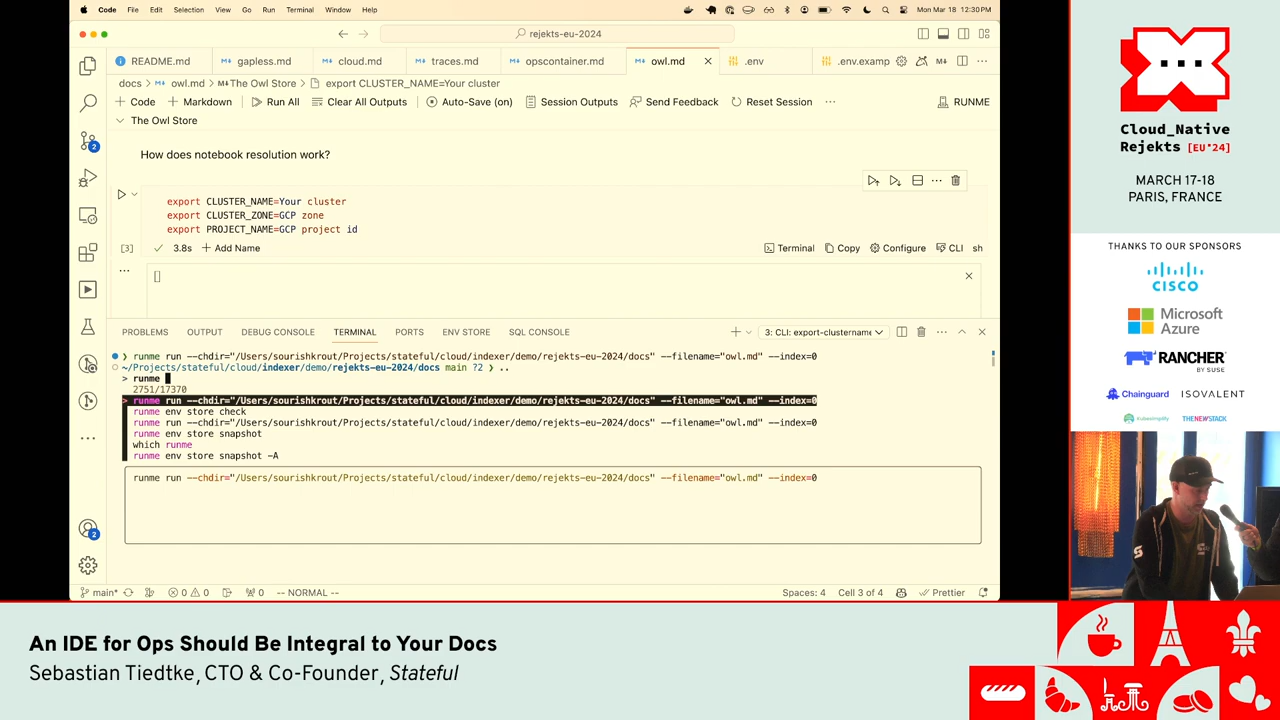 Code File Edit Selection View Go Run Terminal Window Help
Mon Mar 18 12:30 PM
rejekts-eu-2024
README.md gapless.md cloud.md traces.md opscontainer.md owl.md .env .env.examp
docs > owl.md > The Owl Store > export CLUSTER_NAME=Your cluster
+ Code + Markdown Run All Clear All Outputs Auto-Save (on) Session Outputs Send Feedback Reset Session ... RUNME
The Owl Store
How does notebook resolution work?
export CLUSTER_NAME=Your cluster
export CLUSTER_ZONE=GCP zone
export PROJECT_NAME=GCP project id
[3] 3.8s + Add Name Terminal Copy Configure CLI sh
...
[]
PROBLEMS OUTPUT DEBUG CONSOLE TERMINAL PORTS ENV STORE SQL CONSOLE
3: CLI: export-clustername
❯ runme run --chdir="/Users/sourishkrout/Projects/stateful/cloud/indexer/demo/rejekts-eu-2024/docs" --filename="owl.md" --index=0
~/Projects/stateful/cloud/indexer/demo/rejekts-eu-2024/docs main ?2 ❯ ..
> runme
2751/17370
> runme run --chdir="/Users/sourishkrout/Projects/stateful/cloud/indexer/demo/rejekts-eu-2024/docs" --filename="owl.md" --index=0
runme env store check
runme run --chdir="/Users/sourishkrout/Projects/stateful/cloud/indexer/demo/rejekts-eu-2024/docs" --filename="owl.md" --index=0
runme env store snapshot
which runme
runme env store snapshot -A
runme run --chdir="/Users/sourishkrout/Projects/stateful/cloud/indexer/demo/rejekts-eu-2024/docs" --filename="owl.md" --index=0
2
2
main* 0 0 0 -- NORMAL -- Spaces: 4 Cell 3 of 4 Prettier
Cloud_Native
Rejekts [EU'24]
MARCH 17-18
PARIS, FRANCE
THANKS TO OUR SPONSORS
CISCO
Microsoft
Azure
RANCHER
BY SUSE
Chainguard ISOVALENT
Kubesimplify THENEWSTACK
An IDE for Ops Should Be Integral to Your Docs
Sebastian Tiedtke, CTO & Co-Founder, Stateful